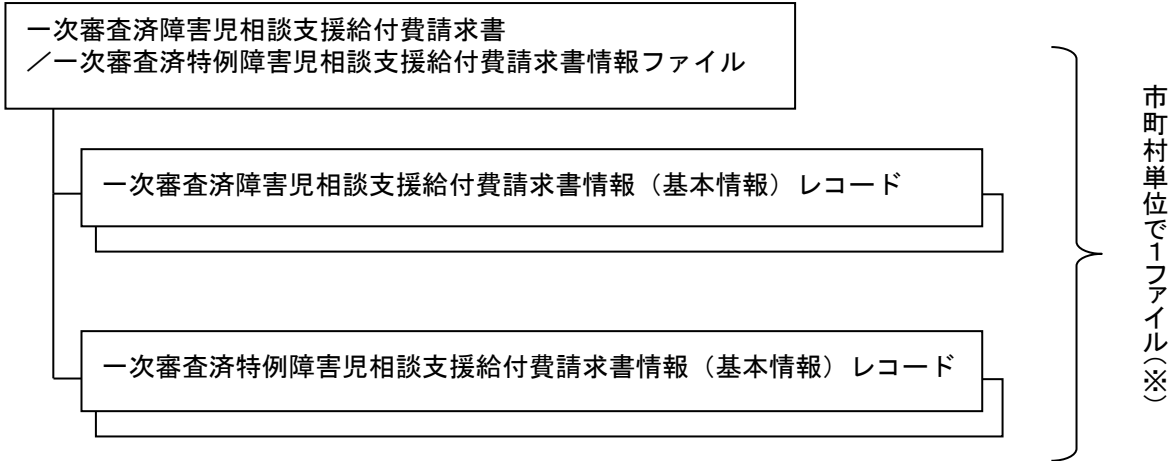 一次審査済障害児相談支援給付費請求書
／一次審査済特例障害児相談支援給付費請求書情報ファイル
一次審査済障害児相談支援給付費請求書情報（基本情報）レコード
一次審査済特例障害児相談支援給付費請求書情報（基本情報）レコード
市町村単位で1ファイル（※）